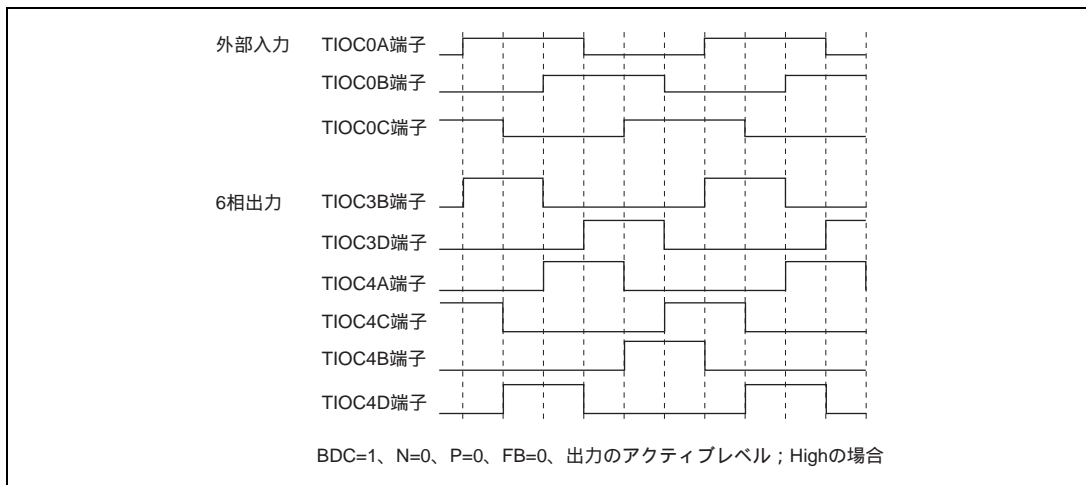 外部入力 TIOC0A端子
TIOC0B端子
TIOC0C端子
6相出力 TIOC3B端子
TIOC3D端子
TIOC4A端子
TIOC4C端子
TIOC4B端子
TIOC4D端子
BDC=1、N=0、P=0、FB=0、出力のアクティブレベル；Highの場合